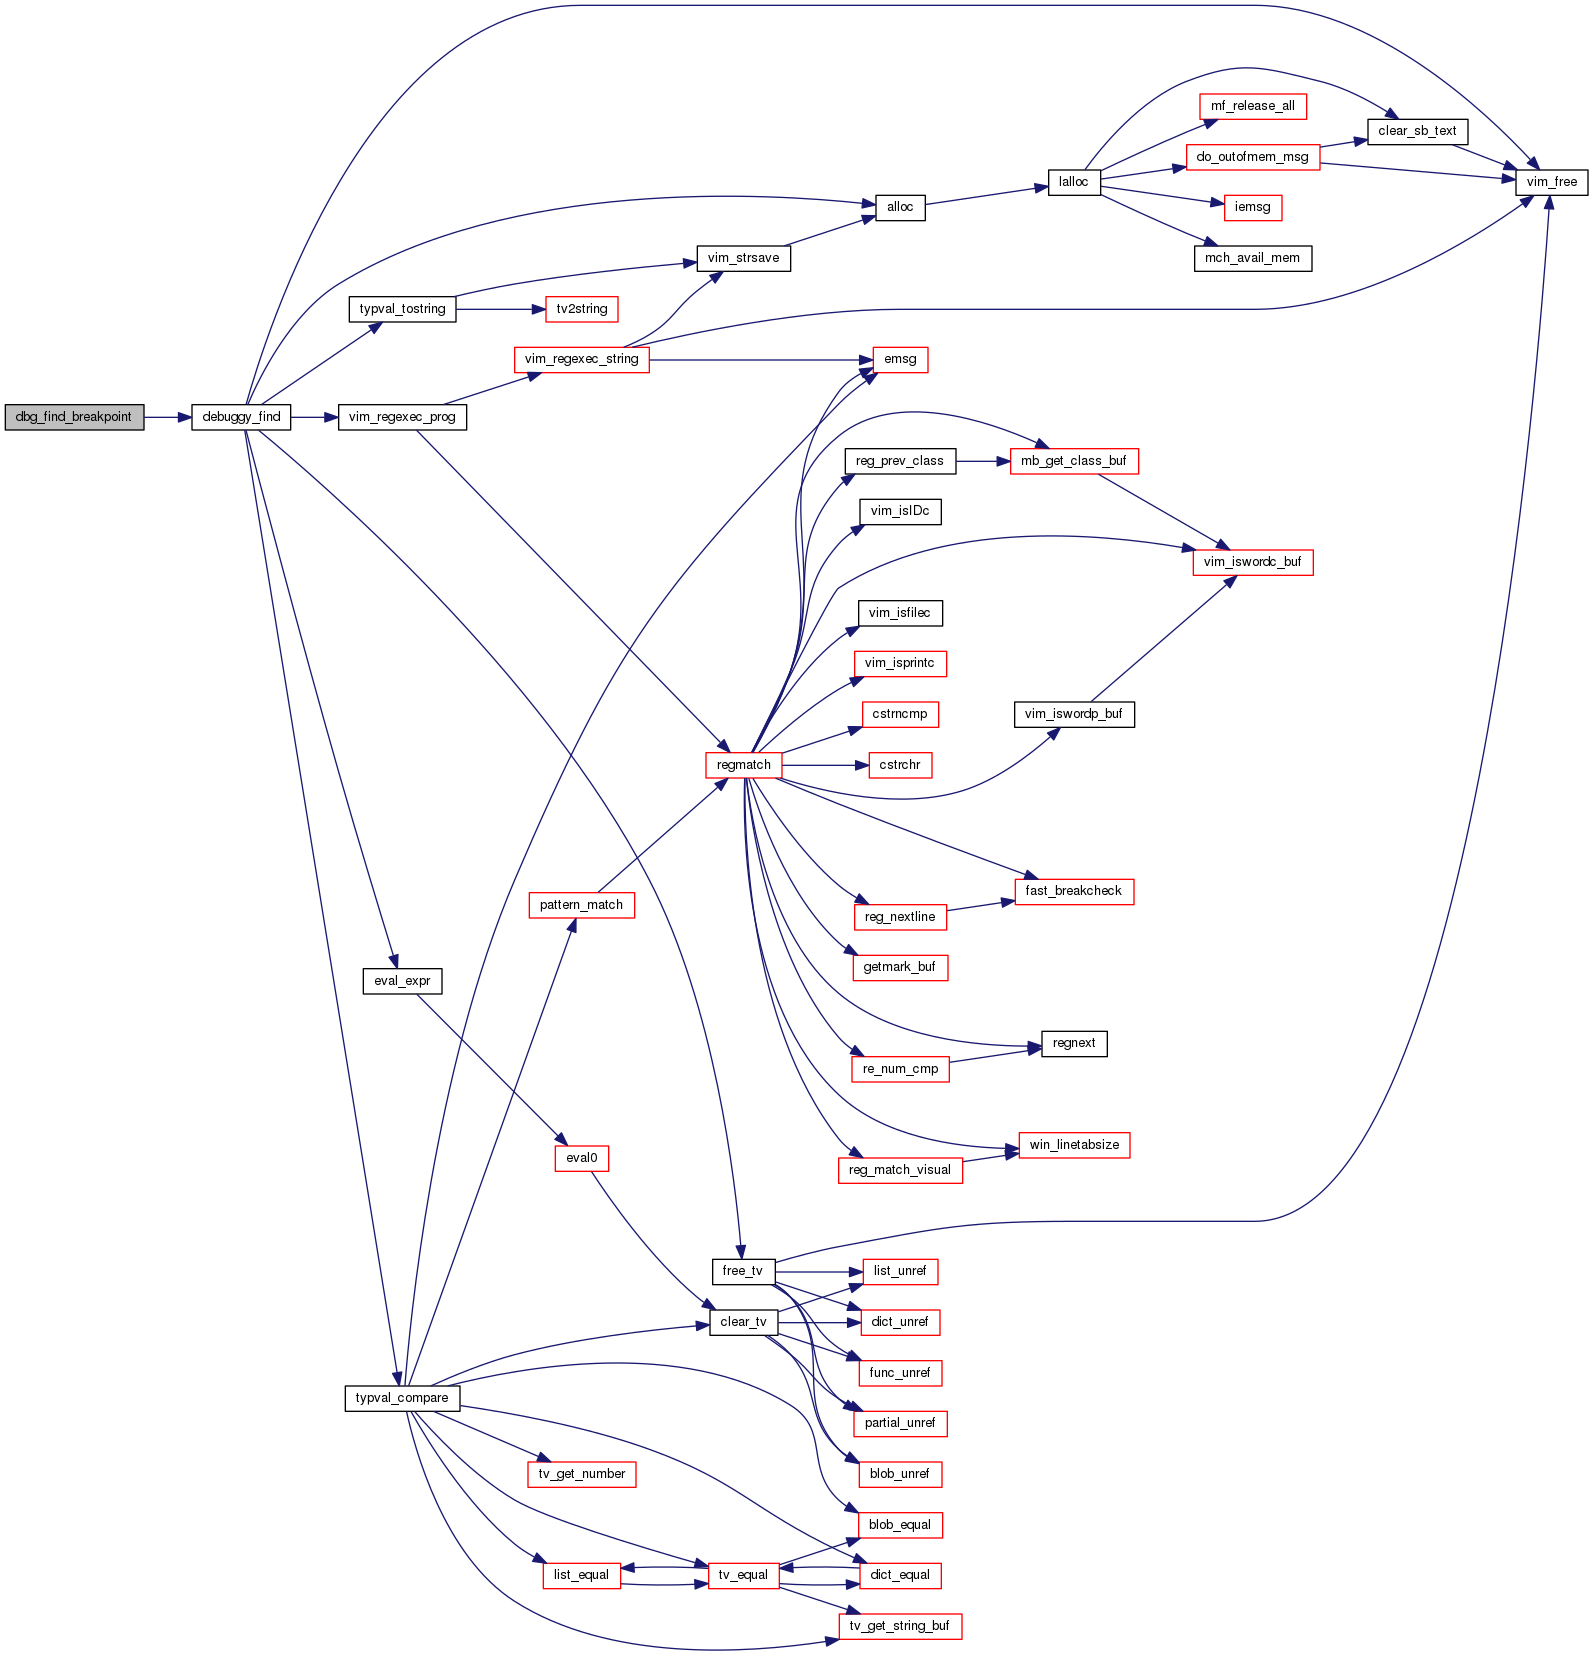 mf_release_all
clear_sb_text
do_outofmem_msg
lalloc
vim_free
alloc
iemsg
vim_strsave
mch_avail_mem
typval_tostring
tv2string
vim_regexec_string
emsg
dbg_find_breakpoint
debuggy_find
vim_regexec_prog
reg_prev_class
mb_get_class_buf
vim_isIDc
vim_iswordc_buf
vim_isfilec
vim_isprintc
cstrncmp
vim_iswordp_buf
regmatch
cstrchr
fast_breakcheck
pattern_match
reg_nextline
getmark_buf
eval_expr
regnext
re_num_cmp
win_linetabsize
eval0
reg_match_visual
free_tv
list_unref
clear_tv
dict_unref
func_unref
typval_compare
partial_unref
tv_get_number
blob_unref
blob_equal
list_equal
tv_equal
dict_equal
tv_get_string_buf